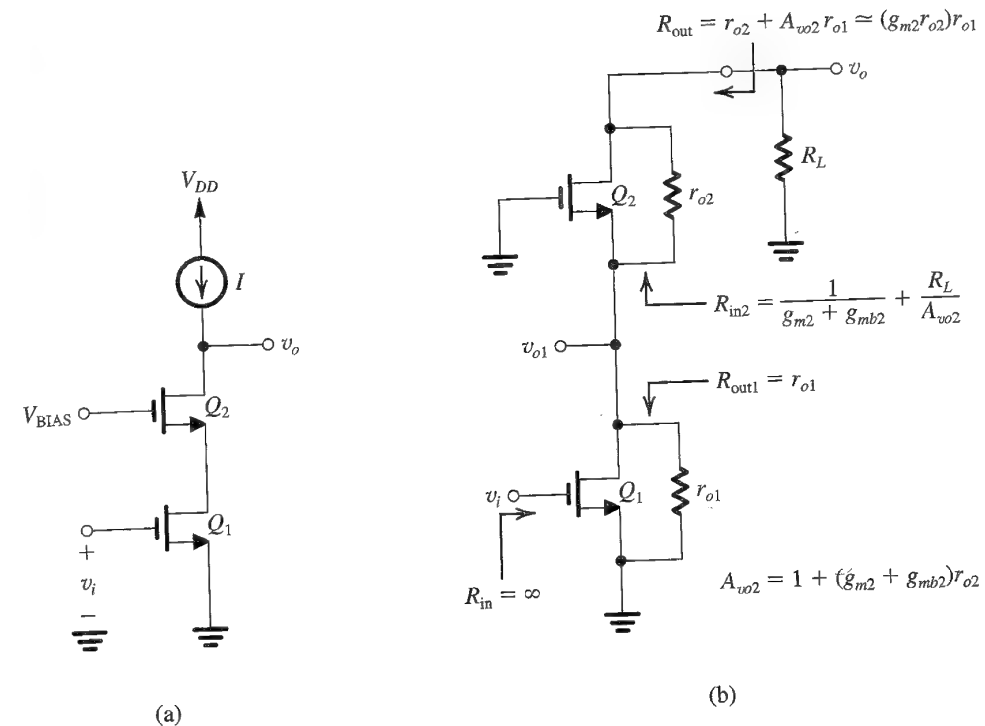 R_out = r_o2 + A_vo2 r_o1 ≃ (g_m2 r_o2)r_o1
v_o
R_L
Q_2
r_o2
R_in2 = 1/(g_m2 + g_mb2) + R_L/A_vo2
v_o1
R_out1 = r_o1
v_i
Q_1
r_o1
R_in = ∞
A_vo2 = 1 + (g_m2 + g_mb2)r_o2
(b)
V_DD
I
v_o
V_BIAS
Q_2
Q_1
+
v_i
−
(a)